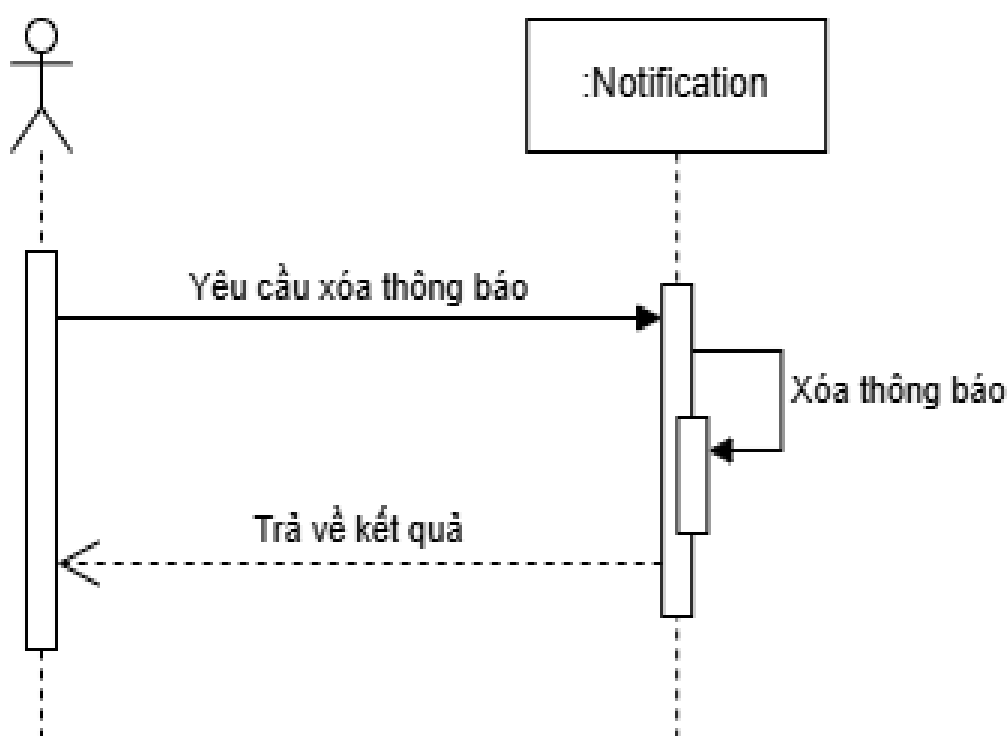 :Notification
Yêu cầu xóa thông báo
Xóa thông báo
Trả về kết quả